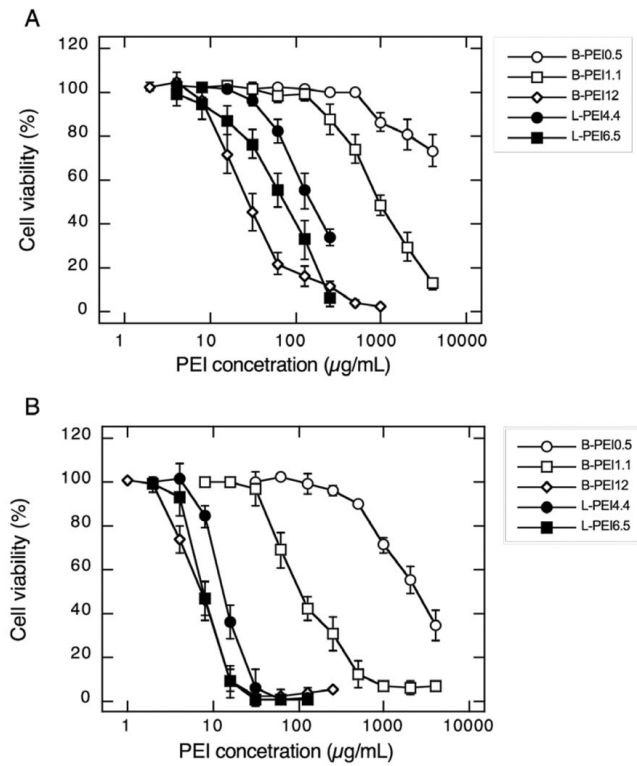 A
120
100
80
60
40
20
0
Cell viability (%)
1
10
100
1000
10000
PEI concetration (µg/mL)
B-PEI0.5
B-PEI1.1
B-PEI12
L-PEI4.4
L-PEI6.5
B
120
100
80
60
40
20
0
Cell viability (%)
1
10
100
1000
10000
PEI concetration (µg/mL)
B-PEI0.5
B-PEI1.1
B-PEI12
L-PEI4.4
L-PEI6.5